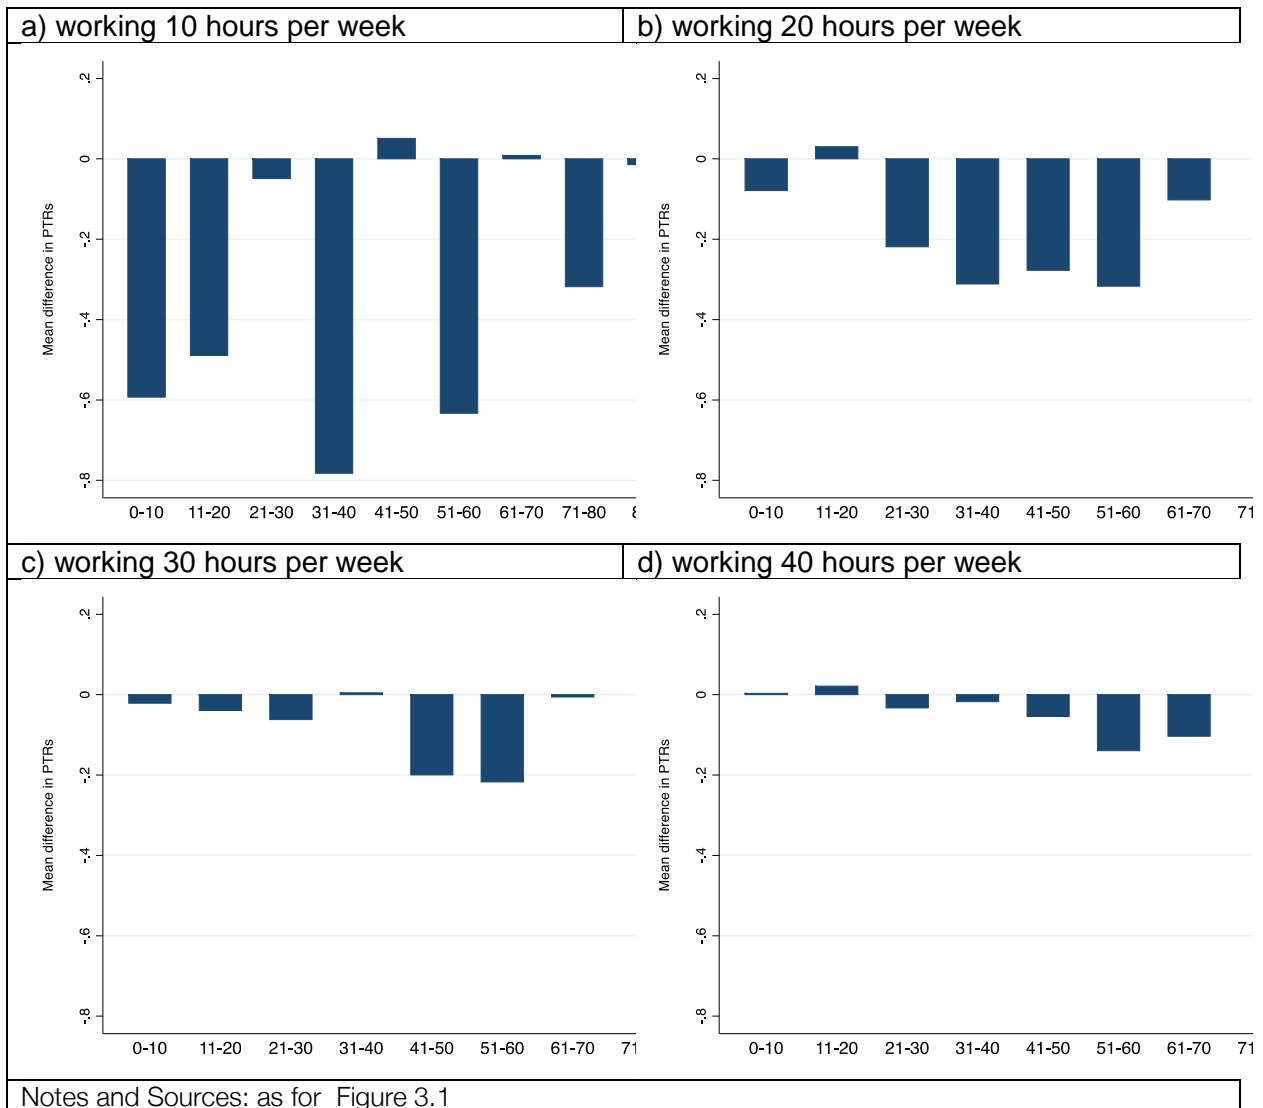 a) working 10 hours per week
b) working 20 hours per week
.2
0
-.2
-.4
-.6
-.8
Mean difference in PTRs
0-10 11-20 21-30 31-40 41-50 51-60 61-70 71-80
.2
0
-.2
-.4
-.6
-.8
Mean difference in PTRs
0-10 11-20 21-30 31-40 41-50 51-60 61-70 71
c) working 30 hours per week
d) working 40 hours per week
.2
0
-.2
-.4
-.6
-.8
Mean difference in PTRs
0-10 11-20 21-30 31-40 41-50 51-60 61-70 71
.2
0
-.2
-.4
-.6
-.8
Mean difference in PTRs
0-10 11-20 21-30 31-40 41-50 51-60 61-70 71
Notes and Sources: as for Figure 3.1